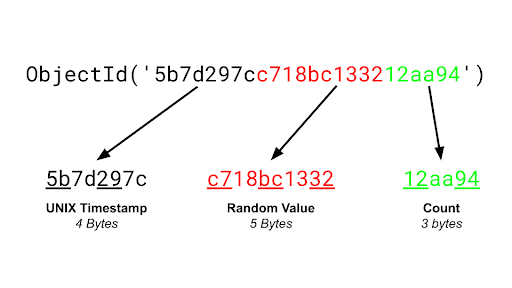 ObjectId('5b7d297cc718bc133212aa94')
5b7d297c c718bc1332 12aa94
UNIX Timestamp Random Value Count
4 Bytes 5 Bytes 3 bytes